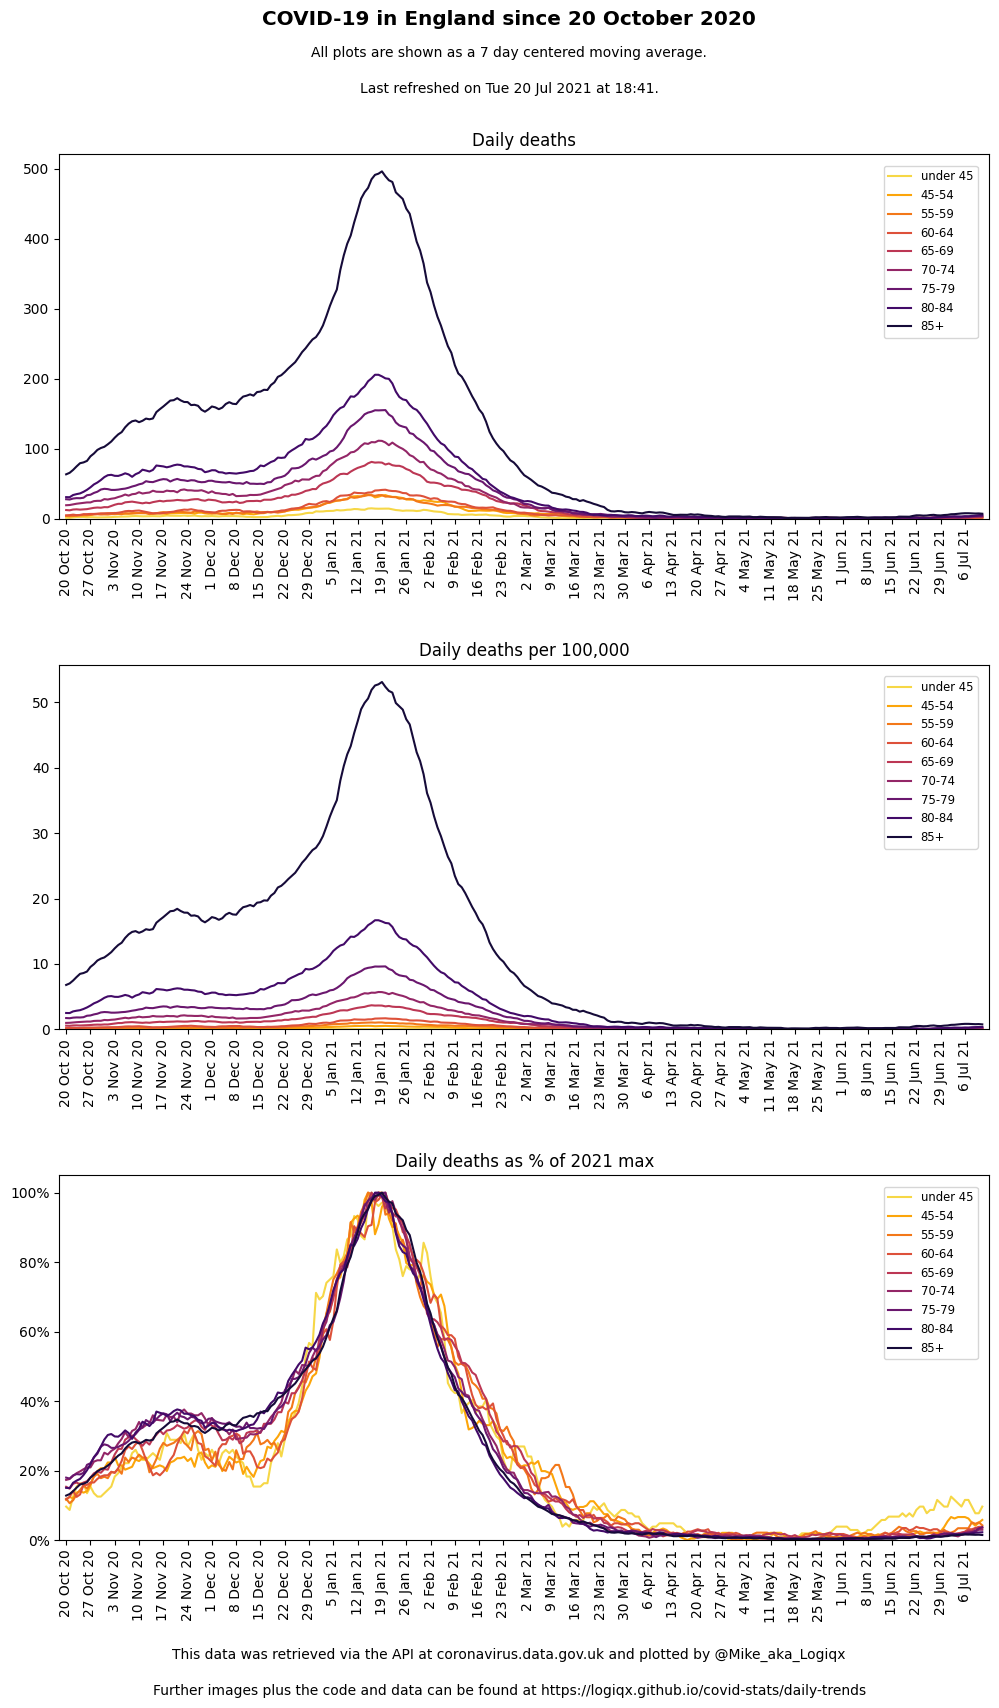 COVID-19 in England since 20 October 2020
All plots are shown as a 7 day centered moving average.
Last refreshed on Tue 20 Jul 2021 at 18:41.
Daily deaths
500
400
300
200
100
0
under 45
45-54
55-59
60-64
65-69
70-74
75-79
80-84
85+
20 Oct 20
27 Oct 20
3 Nov 20
10 Nov 20
17 Nov 20
24 Nov 20
1 Dec 20
8 Dec 20
15 Dec 20
22 Dec 20
29 Dec 20
5 Jan 21
12 Jan 21
19 Jan 21
26 Jan 21
2 Feb 21
9 Feb 21
16 Feb 21
23 Feb 21
2 Mar 21
9 Mar 21
16 Mar 21
23 Mar 21
30 Mar 21
6 Apr 21
13 Apr 21
20 Apr 21
27 Apr 21
4 May 21
11 May 21
18 May 21
25 May 21
1 Jun 21
8 Jun 21
15 Jun 21
22 Jun 21
29 Jun 21
6 Jul 21
Daily deaths per 100,000
50
40
30
20
10
0
under 45
45-54
55-59
60-64
65-69
70-74
75-79
80-84
85+
20 Oct 20
27 Oct 20
3 Nov 20
10 Nov 20
17 Nov 20
24 Nov 20
1 Dec 20
8 Dec 20
15 Dec 20
22 Dec 20
29 Dec 20
5 Jan 21
12 Jan 21
19 Jan 21
26 Jan 21
2 Feb 21
9 Feb 21
16 Feb 21
23 Feb 21
2 Mar 21
9 Mar 21
16 Mar 21
23 Mar 21
30 Mar 21
6 Apr 21
13 Apr 21
20 Apr 21
27 Apr 21
4 May 21
11 May 21
18 May 21
25 May 21
1 Jun 21
8 Jun 21
15 Jun 21
22 Jun 21
29 Jun 21
6 Jul 21
Daily deaths as % of 2021 max
100%
80%
60%
40%
20%
0%
under 45
45-54
55-59
60-64
65-69
70-74
75-79
80-84
85+
20 Oct 20
27 Oct 20
3 Nov 20
10 Nov 20
17 Nov 20
24 Nov 20
1 Dec 20
8 Dec 20
15 Dec 20
22 Dec 20
29 Dec 20
5 Jan 21
12 Jan 21
19 Jan 21
26 Jan 21
2 Feb 21
9 Feb 21
16 Feb 21
23 Feb 21
2 Mar 21
9 Mar 21
16 Mar 21
23 Mar 21
30 Mar 21
6 Apr 21
13 Apr 21
20 Apr 21
27 Apr 21
4 May 21
11 May 21
18 May 21
25 May 21
1 Jun 21
8 Jun 21
15 Jun 21
22 Jun 21
29 Jun 21
6 Jul 21
This data was retrieved via the API at coronavirus.data.gov.uk and plotted by @Mike_aka_Logiqx
Further images plus the code and data can be found at https://logiqx.github.io/covid-stats/daily-trends